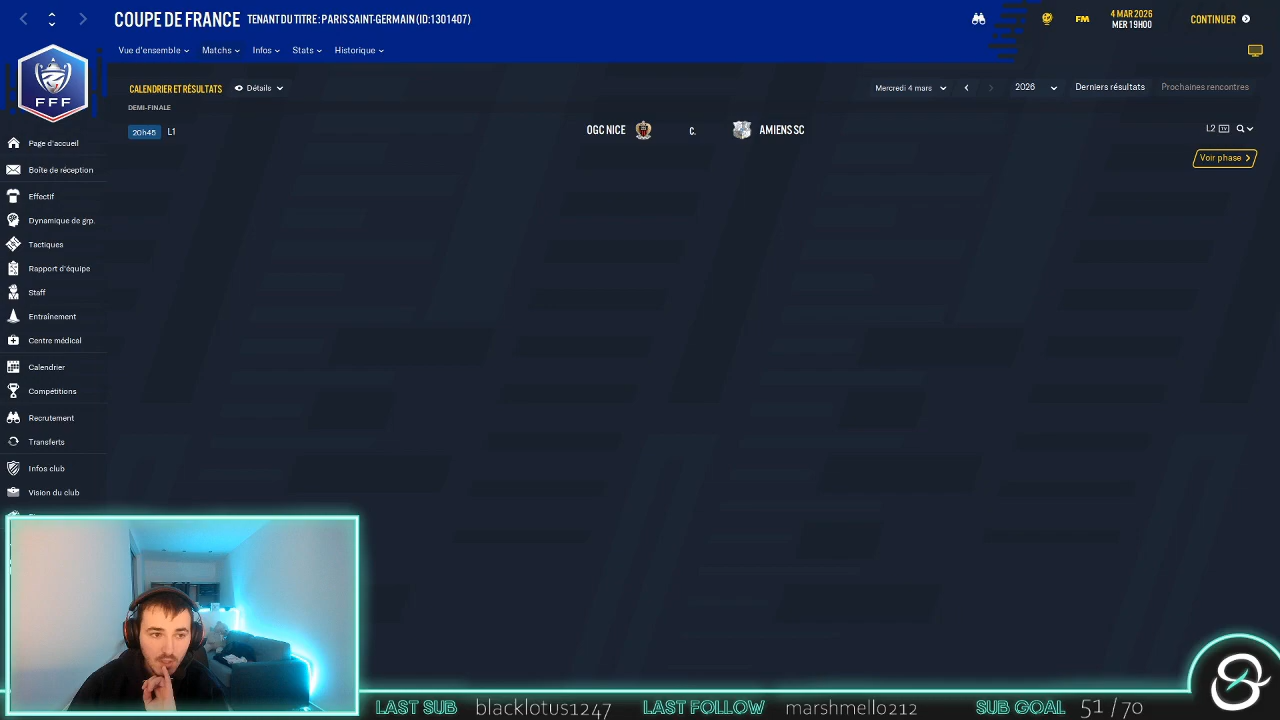 COUPE DE FRANCE TENANT DU TITRE : PARIS SAINT-GERMAIN (ID:1301407)
FM
4 MAR 2026
MER 19H00
CONTINUER
Vue d'ensemble Matchs Infos Stats Historique
FFF
CALENDRIER ET RÉSULTATS Détails Mercredi 4 mars 2026 Derniers résultats Prochaines rencontres
DEMI-FINALE
20h45 L1 OGC NICE C. AMIENS SC L2 TV
Voir phase
Page d'accueil
Boîte de réception
Effectif
Dynamique de grp.
Tactiques
Rapport d'équipe
Staff
Entraînement
Centre médical
Calendrier
Compétitions
Recrutement
Transferts
Infos club
Vision du club
LAST SUB blacklotus1247 LAST FOLLOW marshmello212 SUB GOAL 51 / 70